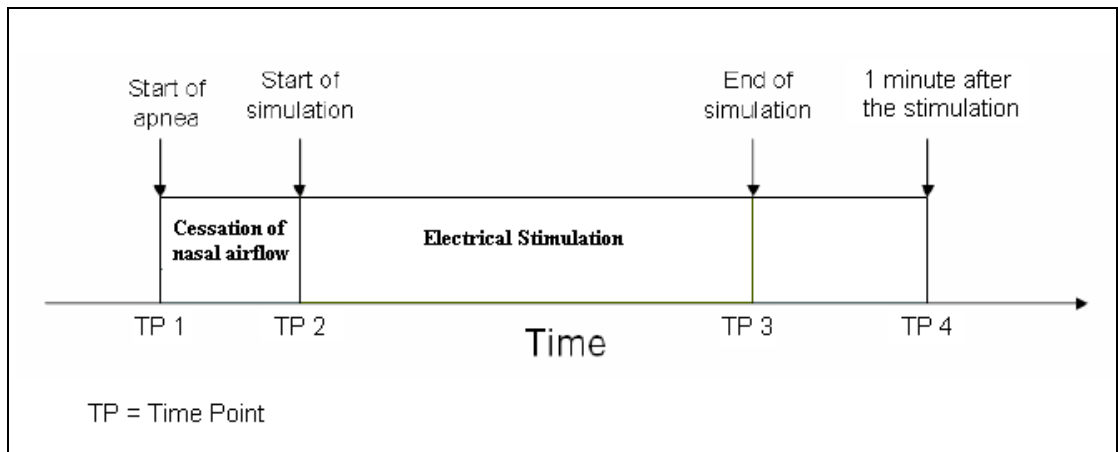 Start of
apnea
Start of
simulation
End of
simulation
1 minute after
the stimulation
Cessation of
nasal airflow
Electrical Stimulation
TP 1
TP 2
TP 3
TP 4
Time
TP = Time Point